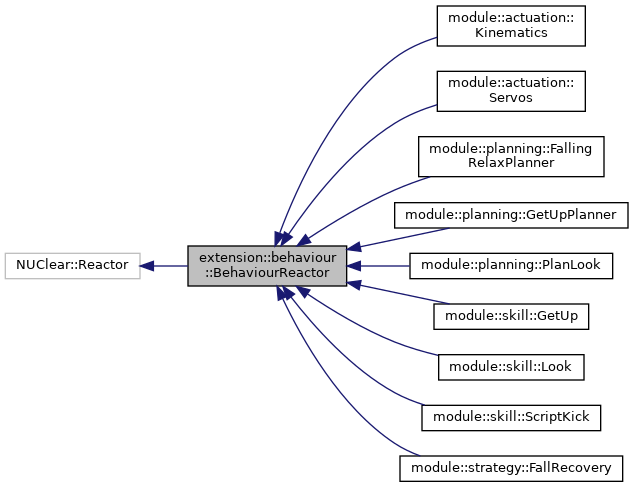 NUClear::Reactor
extension::behaviour
::BehaviourReactor
module::actuation::
Kinematics
module::actuation::
Servos
module::planning::Falling
RelaxPlanner
module::planning::GetUpPlanner
module::planning::PlanLook
module::skill::GetUp
module::skill::Look
module::skill::ScriptKick
module::strategy::FallRecovery